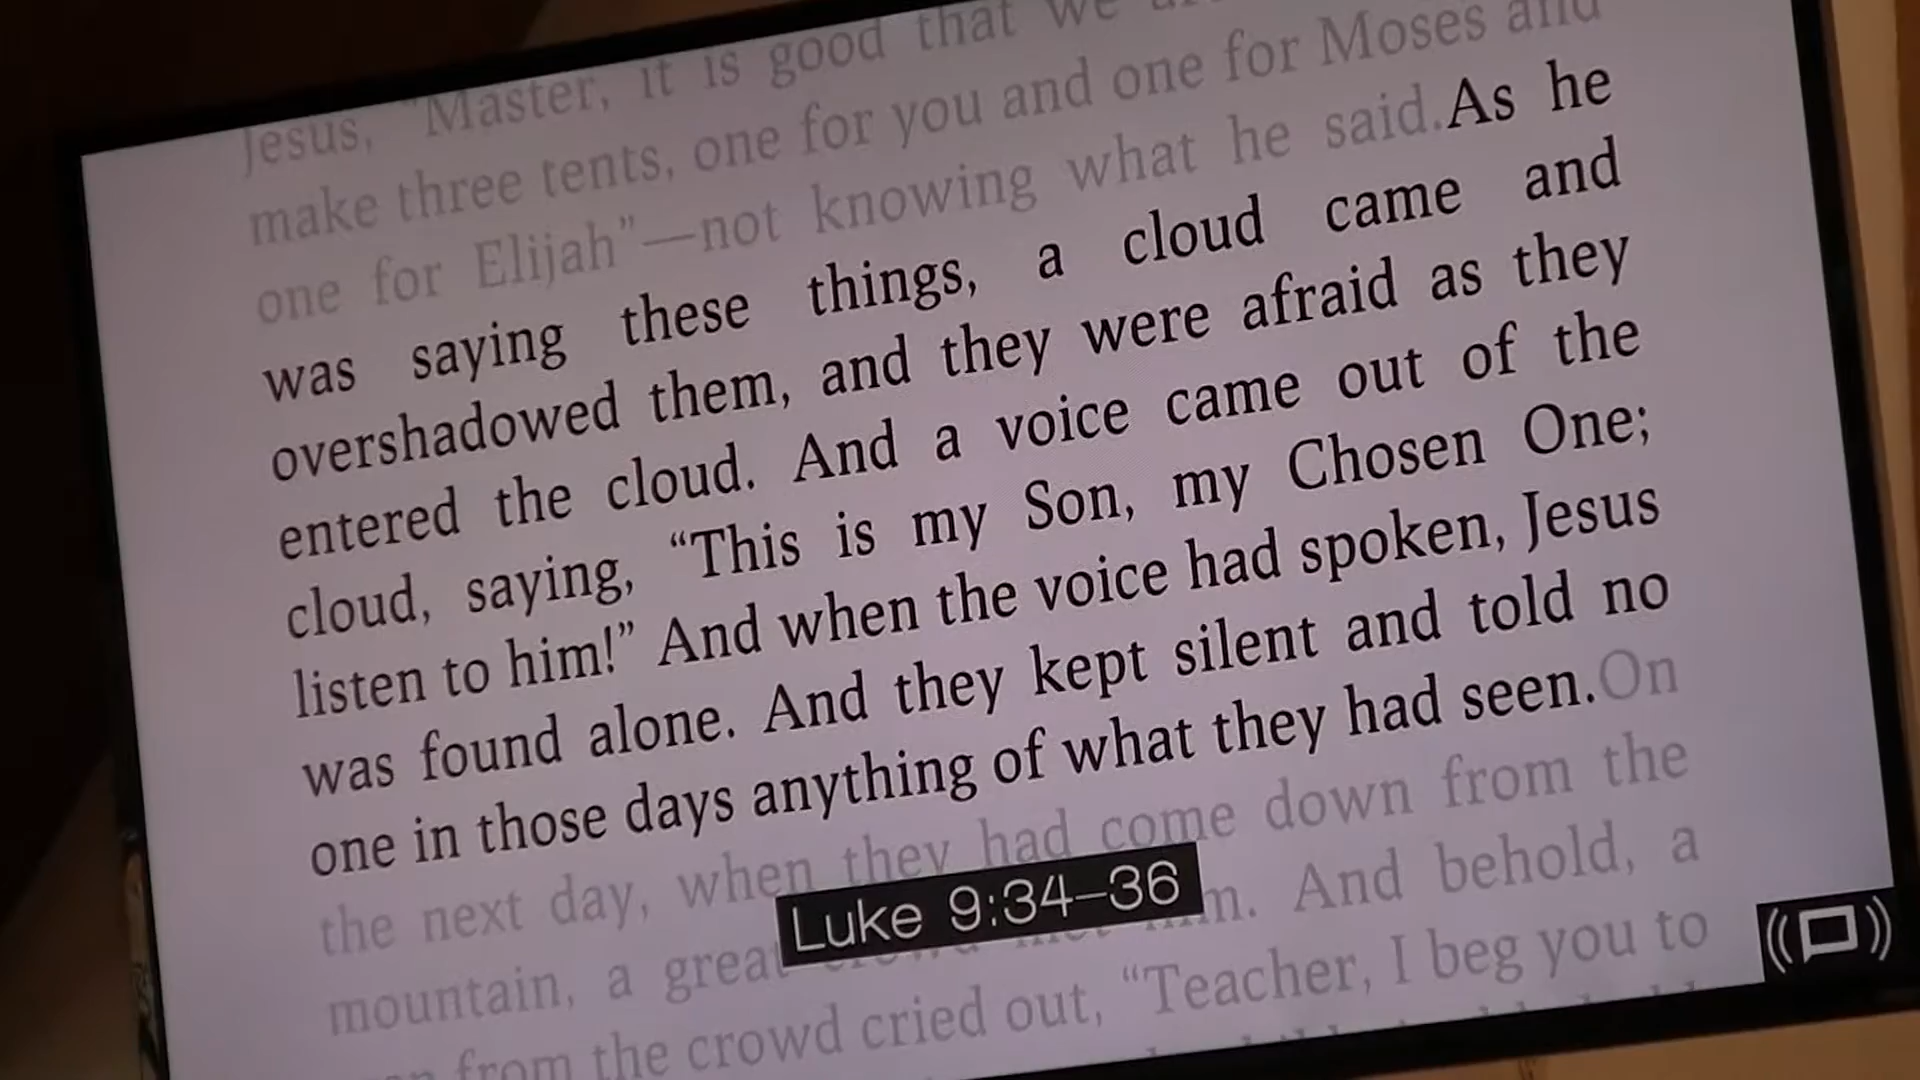 Jesus, "Master, it is good that we
make three tents, one for you and one for Moses and
one for Elijah”—not knowing what he said.As he
was saying these things, a cloud came and
overshadowed them, and they were afraid as they
entered the cloud. And a voice came out of the
cloud, saying, “This is my Son, my Chosen One;
listen to him!” And when the voice had spoken, Jesus
was found alone. And they kept silent and told no
one in those days anything of what they had seen.On
the next day, when they had come down from the
mountain, a great And behold, a
from the crowd cried out, “Teacher, I beg you to
Luke 9:34–36